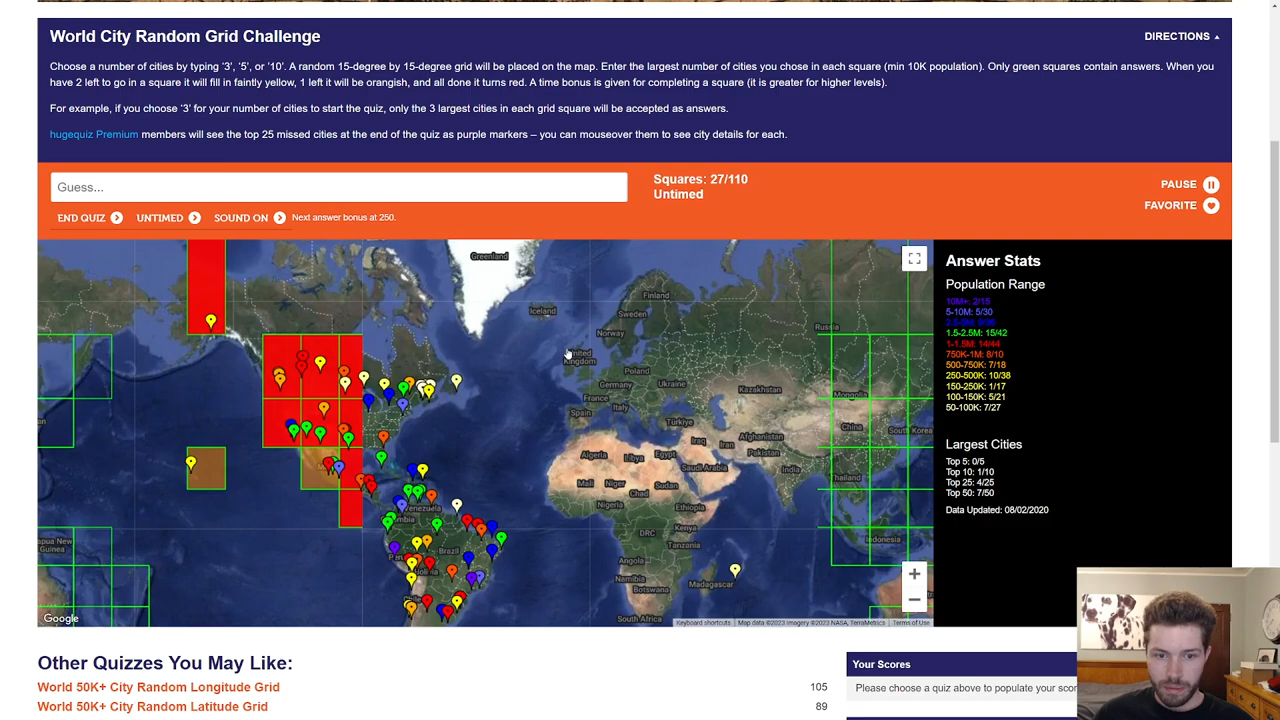 World City Random Grid Challenge
DIRECTIONS ▲
Choose a number of cities by typing '3', '5', or '10'. A random 15-degree by 15-degree grid will be placed on the map. Enter the largest number of cities you chose in each square (min 10K population). Only green squares contain answers. When you
have 2 left to go in a square it will fill in faintly yellow, 1 left it will be orangish, and all done it turns red. A time bonus is given for completing a square (it is greater for higher levels).
For example, if you choose '3' for your number of cities to start the quiz, only the 3 largest cities in each grid square will be accepted as answers.
hugequiz Premium members will see the top 25 missed cities at the end of the quiz as purple markers – you can mouseover them to see city details for each.
Guess...
Squares: 27/110
Untimed
PAUSE
FAVORITE
END QUIZ
UNTIMED
SOUND ON
Next answer bonus at 250.
Greenland
Iceland
Finland
Sweden
Norway
Russia
United
Kingdom
Poland
Germany
Ukraine
France
Kazakhstan
Mongolia
Italy
Spain
Türkiye
China
South Korea
Iraq
Iran
Afghanistan
Pakistan
Algeria
Libya
Egypt
Saudi Arabia
India
Mali
Niger
Sudan
Thailand
Nigeria
Ethiopia
Venezuela
DRC
Kenya
Tanzania
Indonesia
Papua New
Guinea
Brazil
Angola
Namibia
Botswana
Madagascar
South Africa
Google
Keyboard shortcuts
Map data ©2023 Imagery ©2023 NASA, TerraMetrics
Terms of Use
Answer Stats
Population Range
10M+: 2/15
5-10M: 5/30
1.5-2.5M: 15/42
1-1.5M: 14/44
750K-1M: 8/10
500-750K: 7/18
250-500K: 10/38
150-250K: 1/17
100-150K: 5/21
50-100K: 7/27
Largest Cities
Top 5: 0/5
Top 10: 1/10
Top 25: 4/25
Top 50: 7/50
Data Updated: 08/02/2020
Other Quizzes You May Like:
World 50K+ City Random Longitude Grid
105
World 50K+ City Random Latitude Grid
89
Your Scores
Please choose a quiz above to populate your